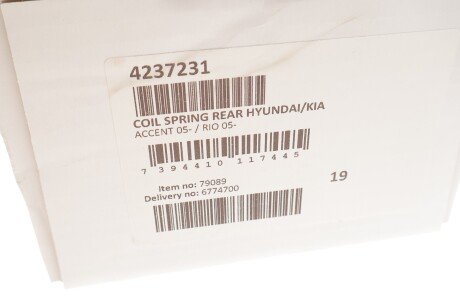 4237231
COIL SPRING REAR HYUNDAI/KIA
ACCENT 05- / RIO 05-
7 394410 117445
Item no: 79089
Delivery no: 6774700
19